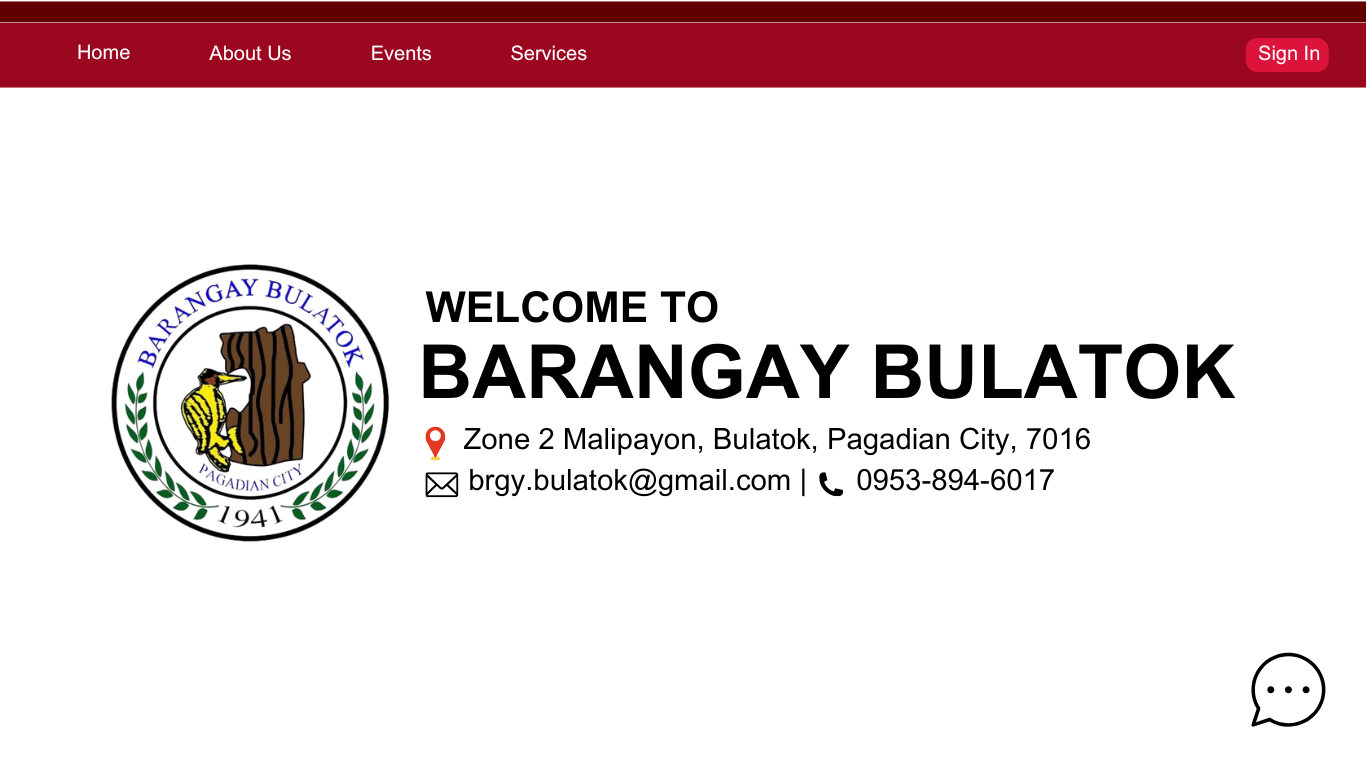 Home About Us Events Services Sign In
BARANGAY BULATOK
PAGADIAN CITY
1941
WELCOME TO
BARANGAY BULATOK
Zone 2 Malipayon, Bulatok, Pagadian City, 7016
brgy.bulatok@gmail.com | 0953-894-6017